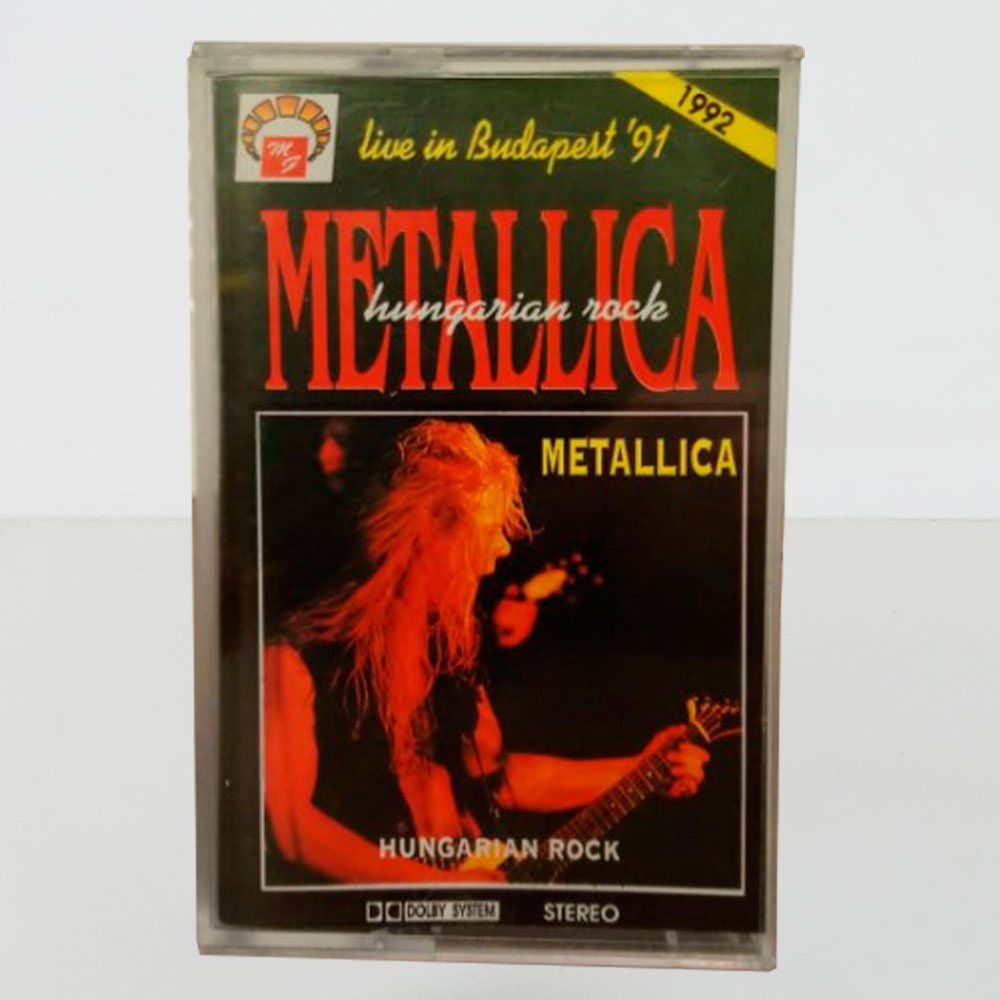 1992
live in Budapest '91
M
F
METALLICA
hungarian rock
METALLICA
HUNGARIAN ROCK
DOLBY SYSTEM STEREO